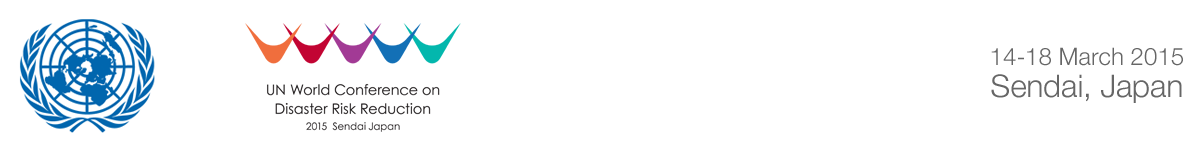 UN World Conference on
Disaster Risk Reduction
2015 Sendai Japan
14-18 March 2015
Sendai, Japan